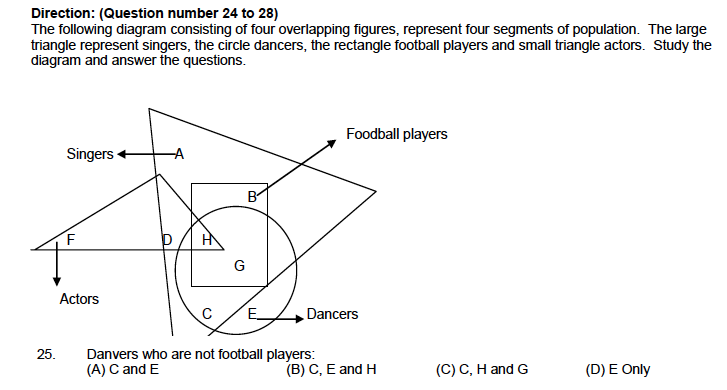 Direction: (Question number 24 to 28)
The following diagram consisting of four overlapping figures, represent four segments of population. The large
triangle represent singers, the circle dancers, the rectangle football players and small triangle actors. Study the
diagram and answer the questions.
Foodball players
Singers A
B
F D H
G
Actors
C E Dancers
25. Danvers who are not football players:
(A) C and E (B) C, E and H (C) C, H and G (D) E Only